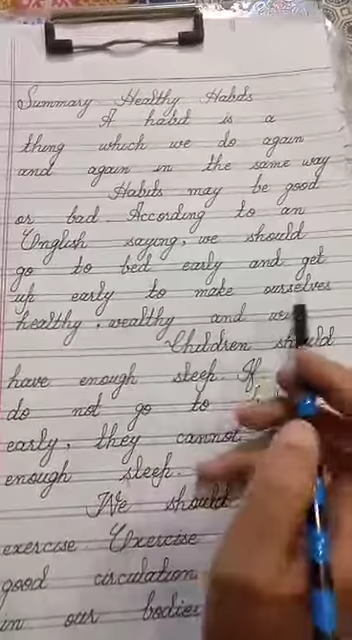 Summary Healthy Habits
A habit is a
thing which we do again
and again in the same way
Habits may be good
or bad. According to an
English saying, we should
go to bed early and get
up early to make ourselves
healthy, wealthy and
Children should
have enough sleep. If
do not go to
early, they cannot
enough sleep.
We should
exercise. Exercise
good circulation
in our bodies